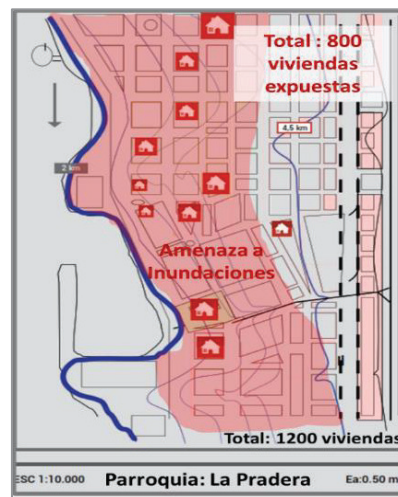 Total : 800
viviendas
expuestas
4,5 km
2 km
Amenaza a
Inundaciones
Total: 1200 viviendas
ESC 1:10.000
Parroquia: La Pradera
Ea:0.50 m